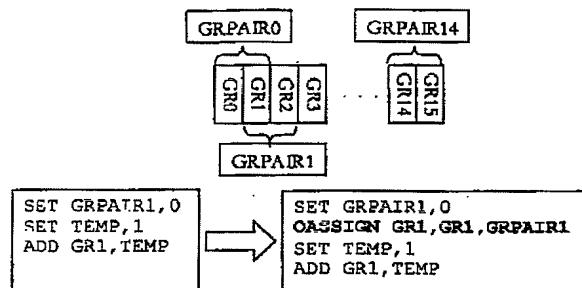 GRPAIR0
GRPAIR14
GR0
GR1
GR2
GR3
GR14
GR15
GRPAIR1
SET GRPAIR1,0
SET TEMP,1
ADD GR1,TEMP
SET GRPAIR1,0
OASSIGN GR1,GR1,GRPAIR1
SET TEMP,1
ADD GR1,TEMP